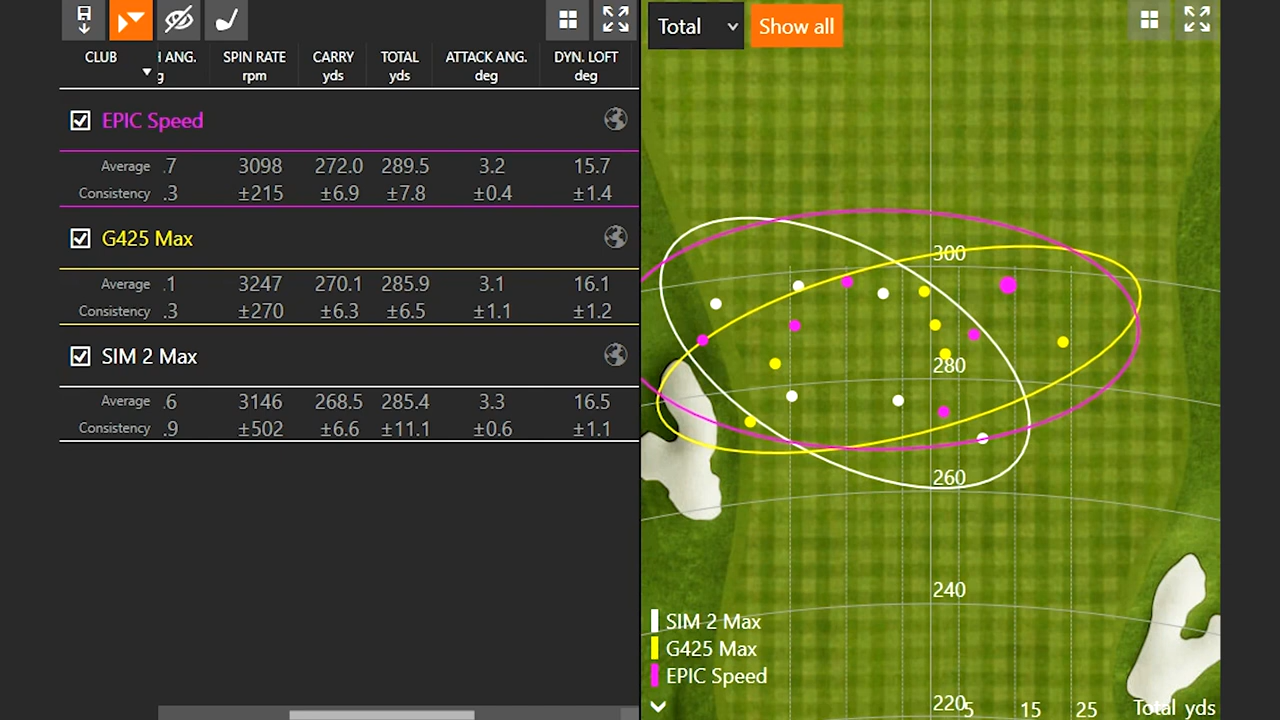 CLUB H ANG. SPIN RATE CARRY TOTAL ATTACK ANG. DYN. LOFT
g rpm yds yds deg deg
EPIC Speed
Average .7 3098 272.0 289.5 3.2 15.7
Consistency .3 ±215 ±6.9 ±7.8 ±0.4 ±1.4
G425 Max
Average .1 3247 270.1 285.9 3.1 16.1
Consistency .3 ±270 ±6.3 ±6.5 ±1.1 ±1.2
SIM 2 Max
Average .6 3146 268.5 285.4 3.3 16.5
Consistency .9 ±502 ±6.6 ±11.1 ±0.6 ±1.1
Total Show all
300
280
260
240
220
SIM 2 Max
G425 Max
EPIC Speed
5 15 25 Total yds